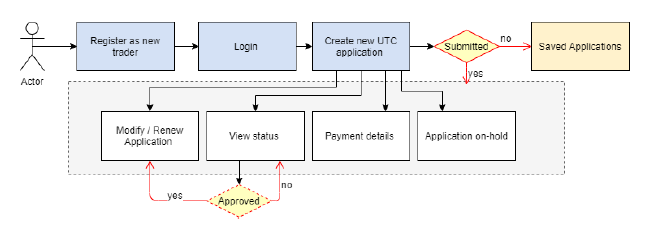 Register as new
trader
Login
Create new UTC
application
Submitted
no
Saved Applications
Actor
yes
Modify / Renew
Application
View status
Payment details
Application on-hold
yes
Approved
no